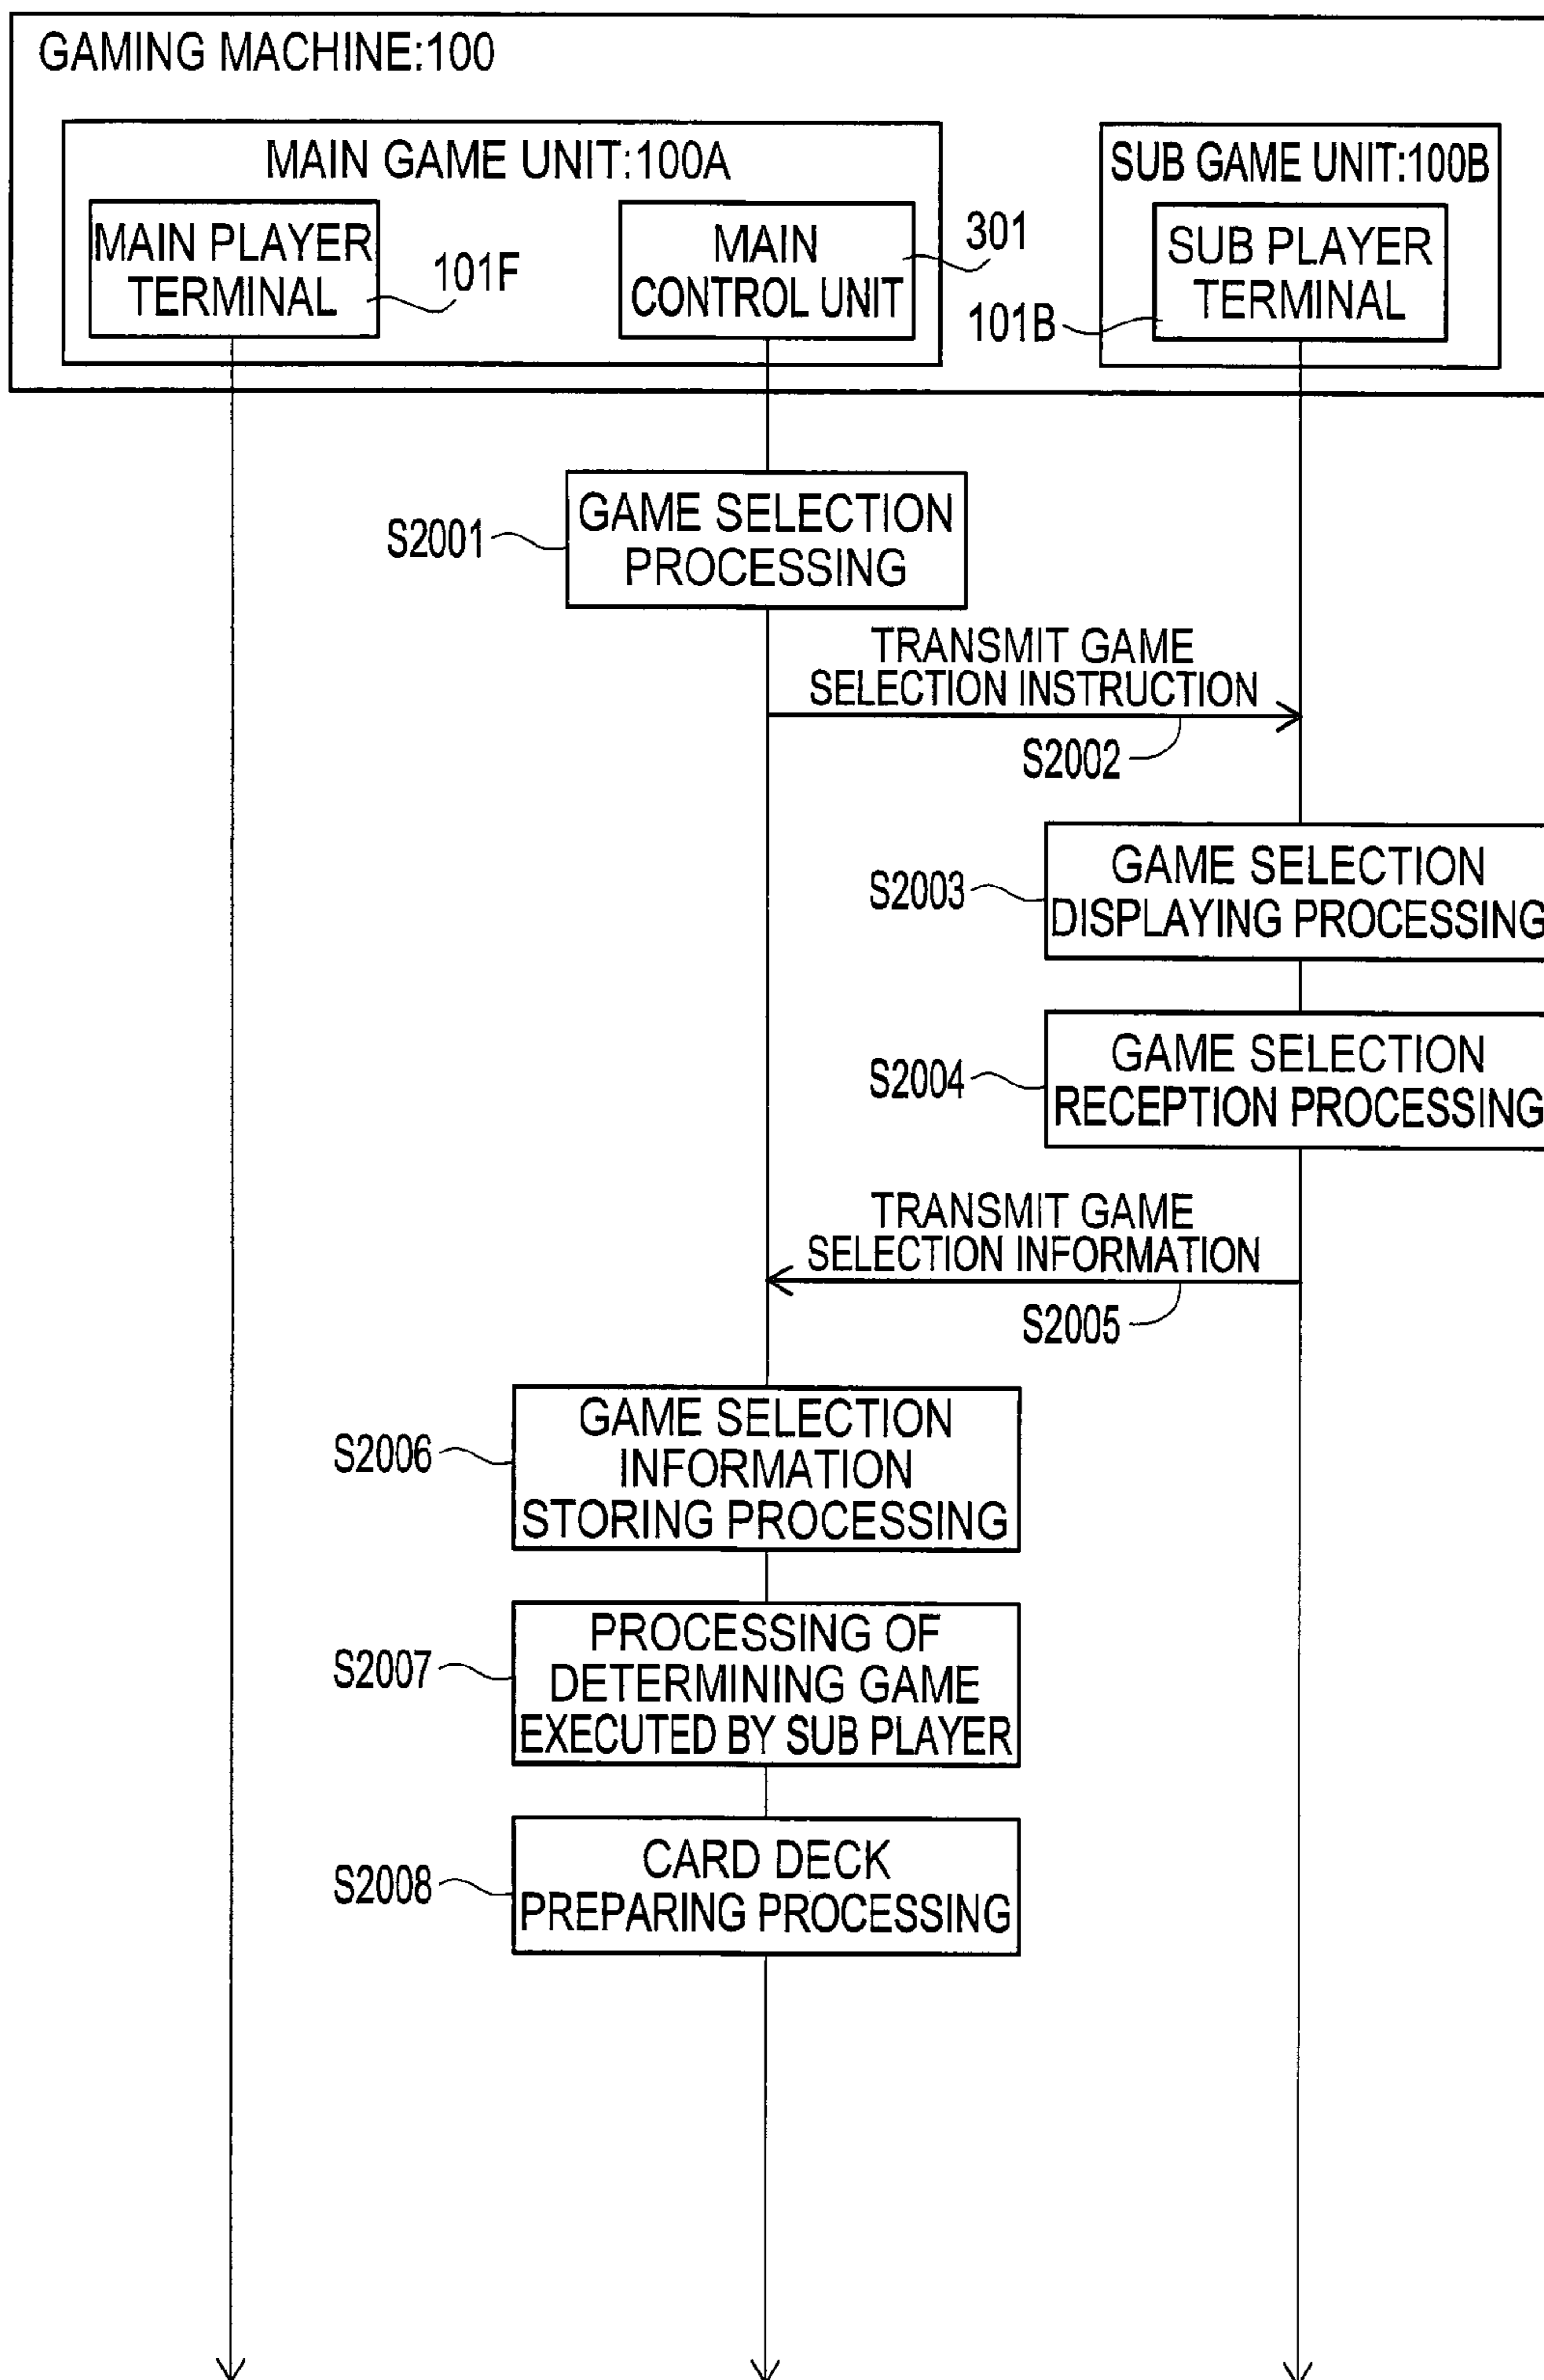 GAMING MACHINE:100
MAIN GAME UNIT:100A
MAIN PLAYER
TERMINAL
101F
MAIN
CONTROL UNIT
301
SUB GAME UNIT:100B
SUB PLAYER
TERMINAL
101B
S2001
GAME SELECTION
PROCESSING
TRANSMIT GAME
SELECTION INSTRUCTION
S2002
S2003
GAME SELECTION
DISPLAYING PROCESSING
S2004
GAME SELECTION
RECEPTION PROCESSING
TRANSMIT GAME
SELECTION INFORMATION
S2005
S2006
GAME SELECTION
INFORMATION
STORING PROCESSING
S2007
PROCESSING OF
DETERMINING GAME
EXECUTED BY SUB PLAYER
S2008
CARD DECK
PREPARING PROCESSING